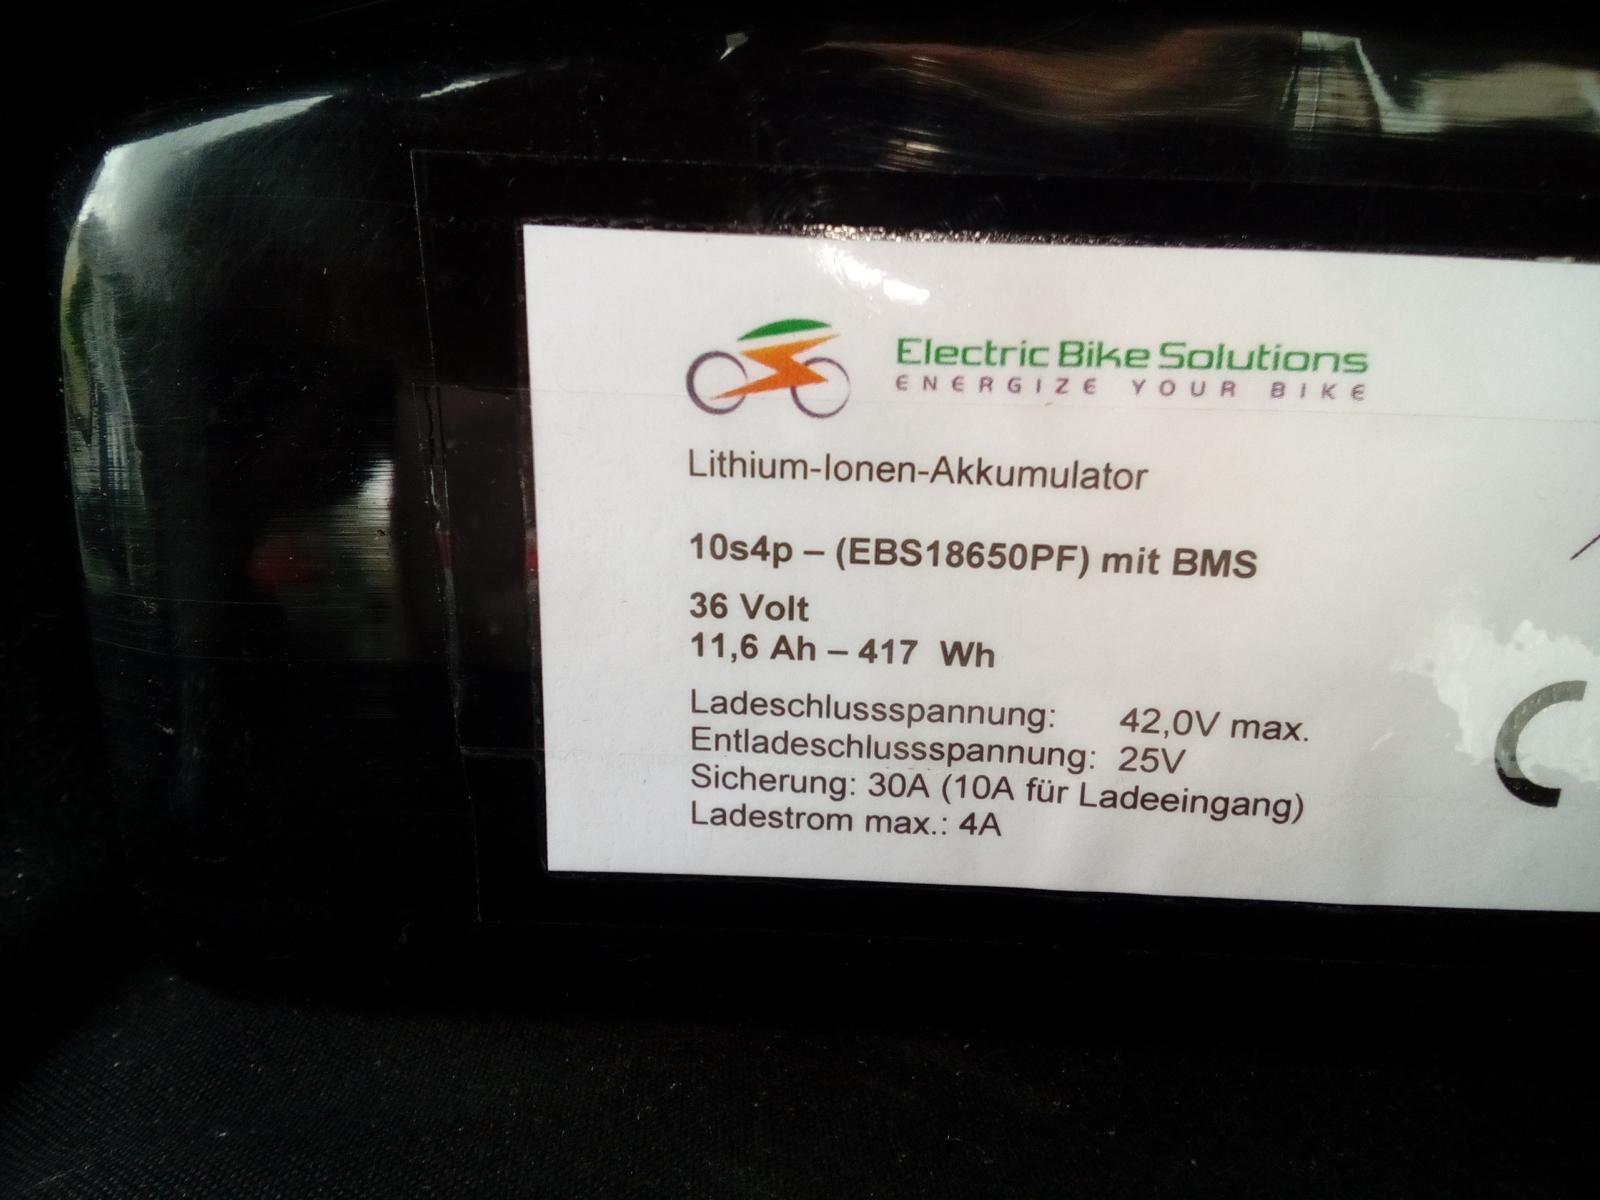 Electric Bike Solutions
ENERGIZE YOUR BIKE
Lithium-Ionen-Akkumulator
10s4p – (EBS18650PF) mit BMS
36 Volt
11,6 Ah – 417 Wh
Ladeschlussspannung: 42,0V max.
Entladeschlussspannung: 25V
Sicherung: 30A (10A für Ladeeingang)
Ladestrom max.: 4A